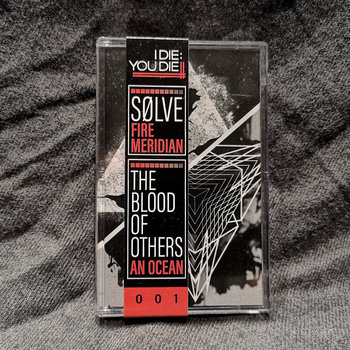 I DIE:
YOU DIE
SØLVE
FIRE
MERIDIAN
THE
BLOOD
OF
OTHERS
AN OCEAN
001